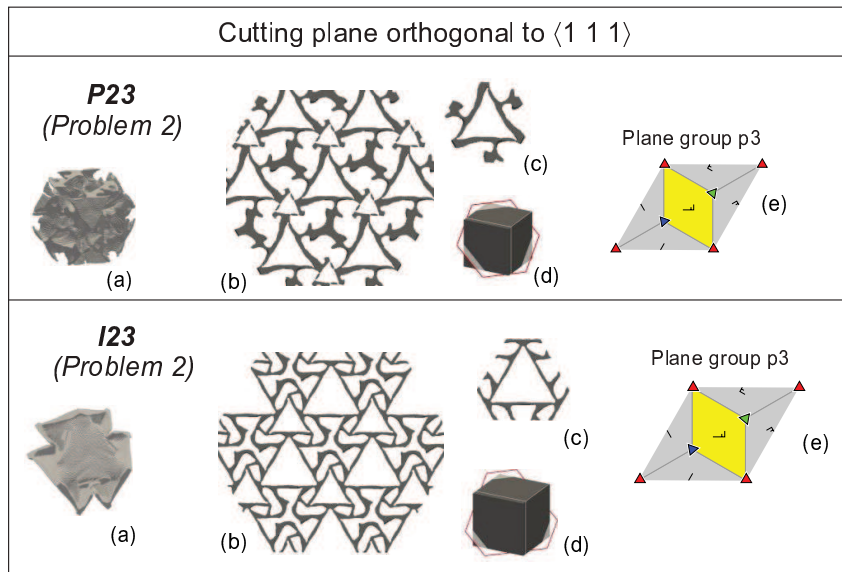 Cutting plane orthogonal to ⟨1 1 1⟩
P23
(Problem 2)
(a)
(b)
(c)
(d)
Plane group p3
(e)
I23
(Problem 2)
(a)
(b)
(c)
(d)
Plane group p3
(e)